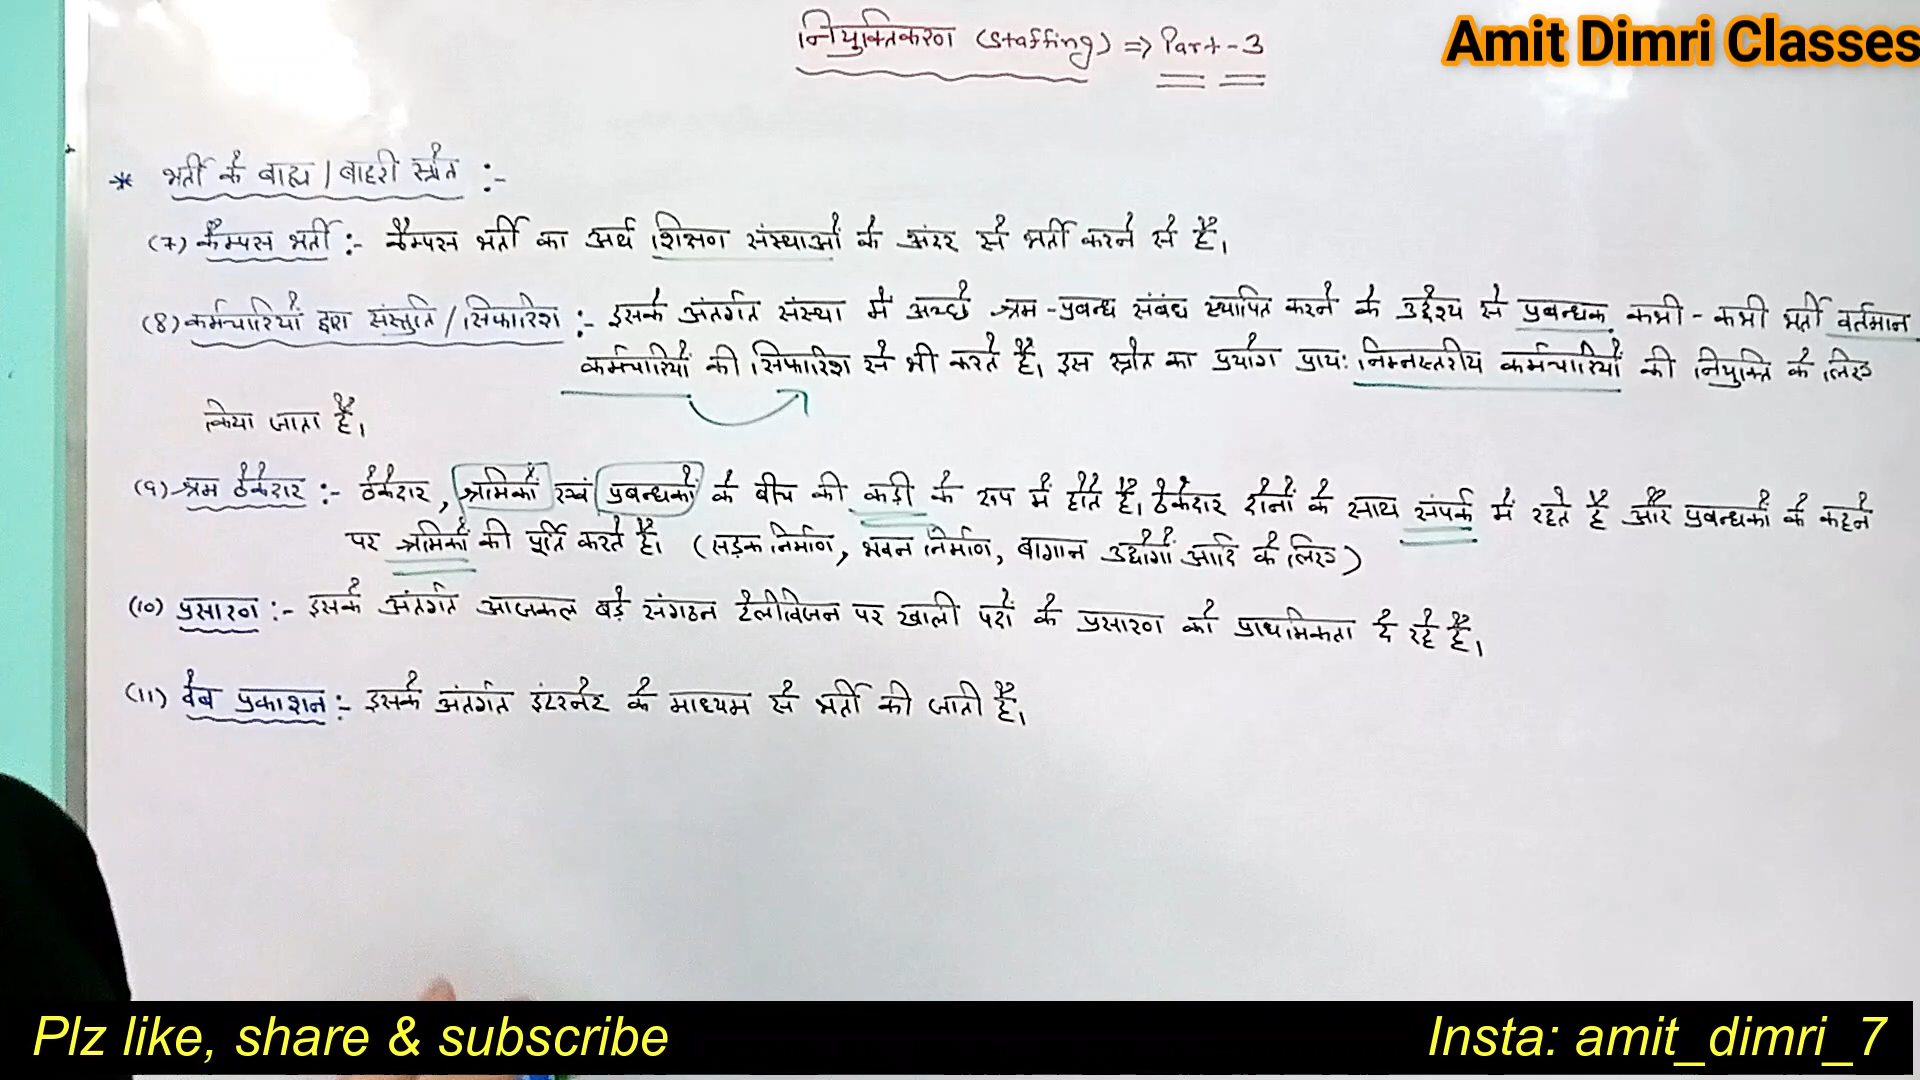 नियुक्तिकरण (Staffing) => Part-3
Amit Dimri Classes
* भर्ती के बाह्य / बाहरी स्त्रोत :-
(7) कैम्पस भर्ती :- कैम्पस भर्ती का अर्थ शिक्षण संस्थाओं के अंदर से भर्ती करने से है।
(8) कर्मचारियों द्वारा संस्तुति / सिफारिश :- इसके अंतर्गत संस्था में अच्छे श्रम-प्रबन्ध संबंध स्थापित करने के उद्देश्य से प्रबन्धक कभी-कभी भर्ती वर्तमान
कर्मचारियों की सिफारिश से भी करते है। इस स्त्रोत का प्रयोग प्राय: निम्नस्तरीय कर्मचारियों की नियुक्ति के लिए
किया जाता है।
(9) श्रम ठेकेदार :- ठेकेदार, श्रमिकों एवं प्रबन्धकों के बीच की कड़ी के रूप में होते है। ठेकेदार दोनों के साथ संपर्क में रहते है और प्रबन्धकों के कहने
पर श्रमिकों की पूर्ति करते है। (सड़क निर्माण, भवन निर्माण, बागान उद्योगों आदि के लिए)
(10) प्रसारण :- इसके अंतर्गत आजकल बड़े संगठन टेलीविजन पर खाली पदों के प्रसारण को प्राथमिकता दे रहे है।
(11) वेब प्रकाशन :- इसके अंतर्गत इंटरनेट के माध्यम से भर्ती की जाती है।
Plz like, share & subscribe
Insta: amit_dimri_7